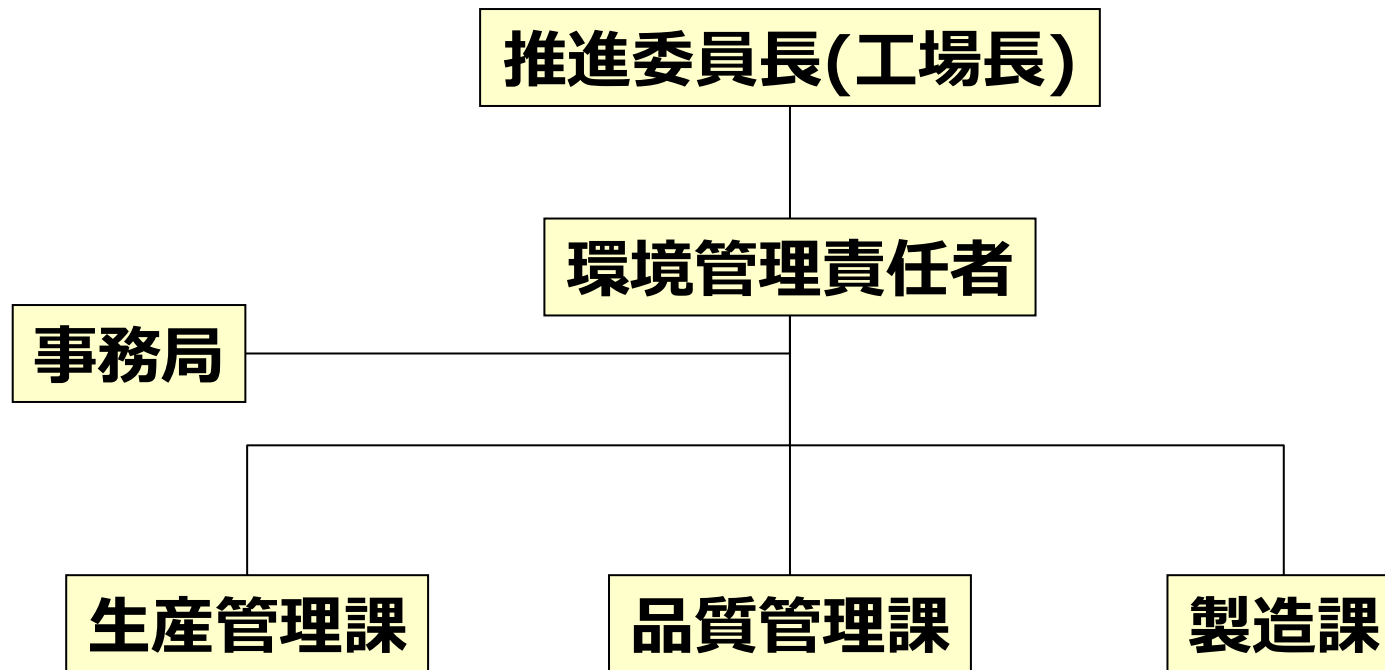 推進委員長(工場長)
環境管理責任者
事務局
生産管理課
品質管理課
製造課